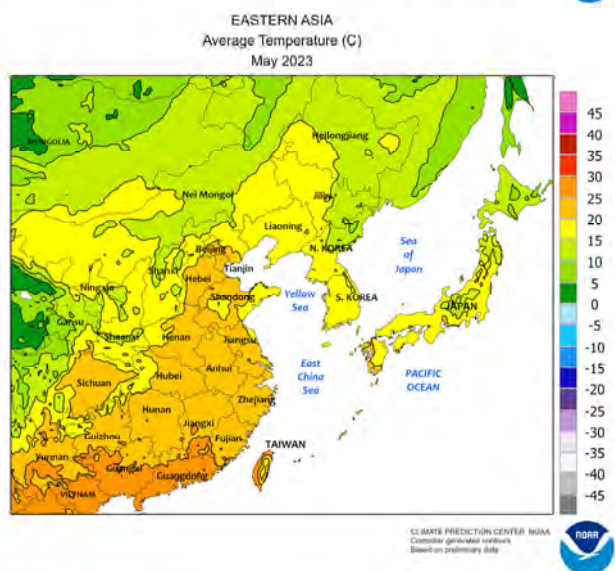 EASTERN ASIA
Average Temperature (C)
May 2023
Heilongjiang
MONGOLIA
Jilin
Nei Mongol
Liaoning
Beijing
N. KOREA
Sea
of
Japan
Tianjin
Shanxi
Hebei
Ningxia
Shandong
Yellow
Sea
S. KOREA
JAPAN
Gansu
Shaanxi
Henan
Jiangsu
East
China
Sea
PACIFIC
OCEAN
Sichuan
Hubei
Anhui
Zhejiang
Hunan
Jiangxi
Guizhou
Fujian
TAIWAN
Yunnan
Guangxi
Guangdong
VIETNAM
45
40
35
30
25
20
15
10
5
0
-5
-10
-15
-20
-25
-30
-35
-40
-45
CLIMATE PREDICTION CENTER NOAA
Computer generated contours
Based on preliminary data
NOAA